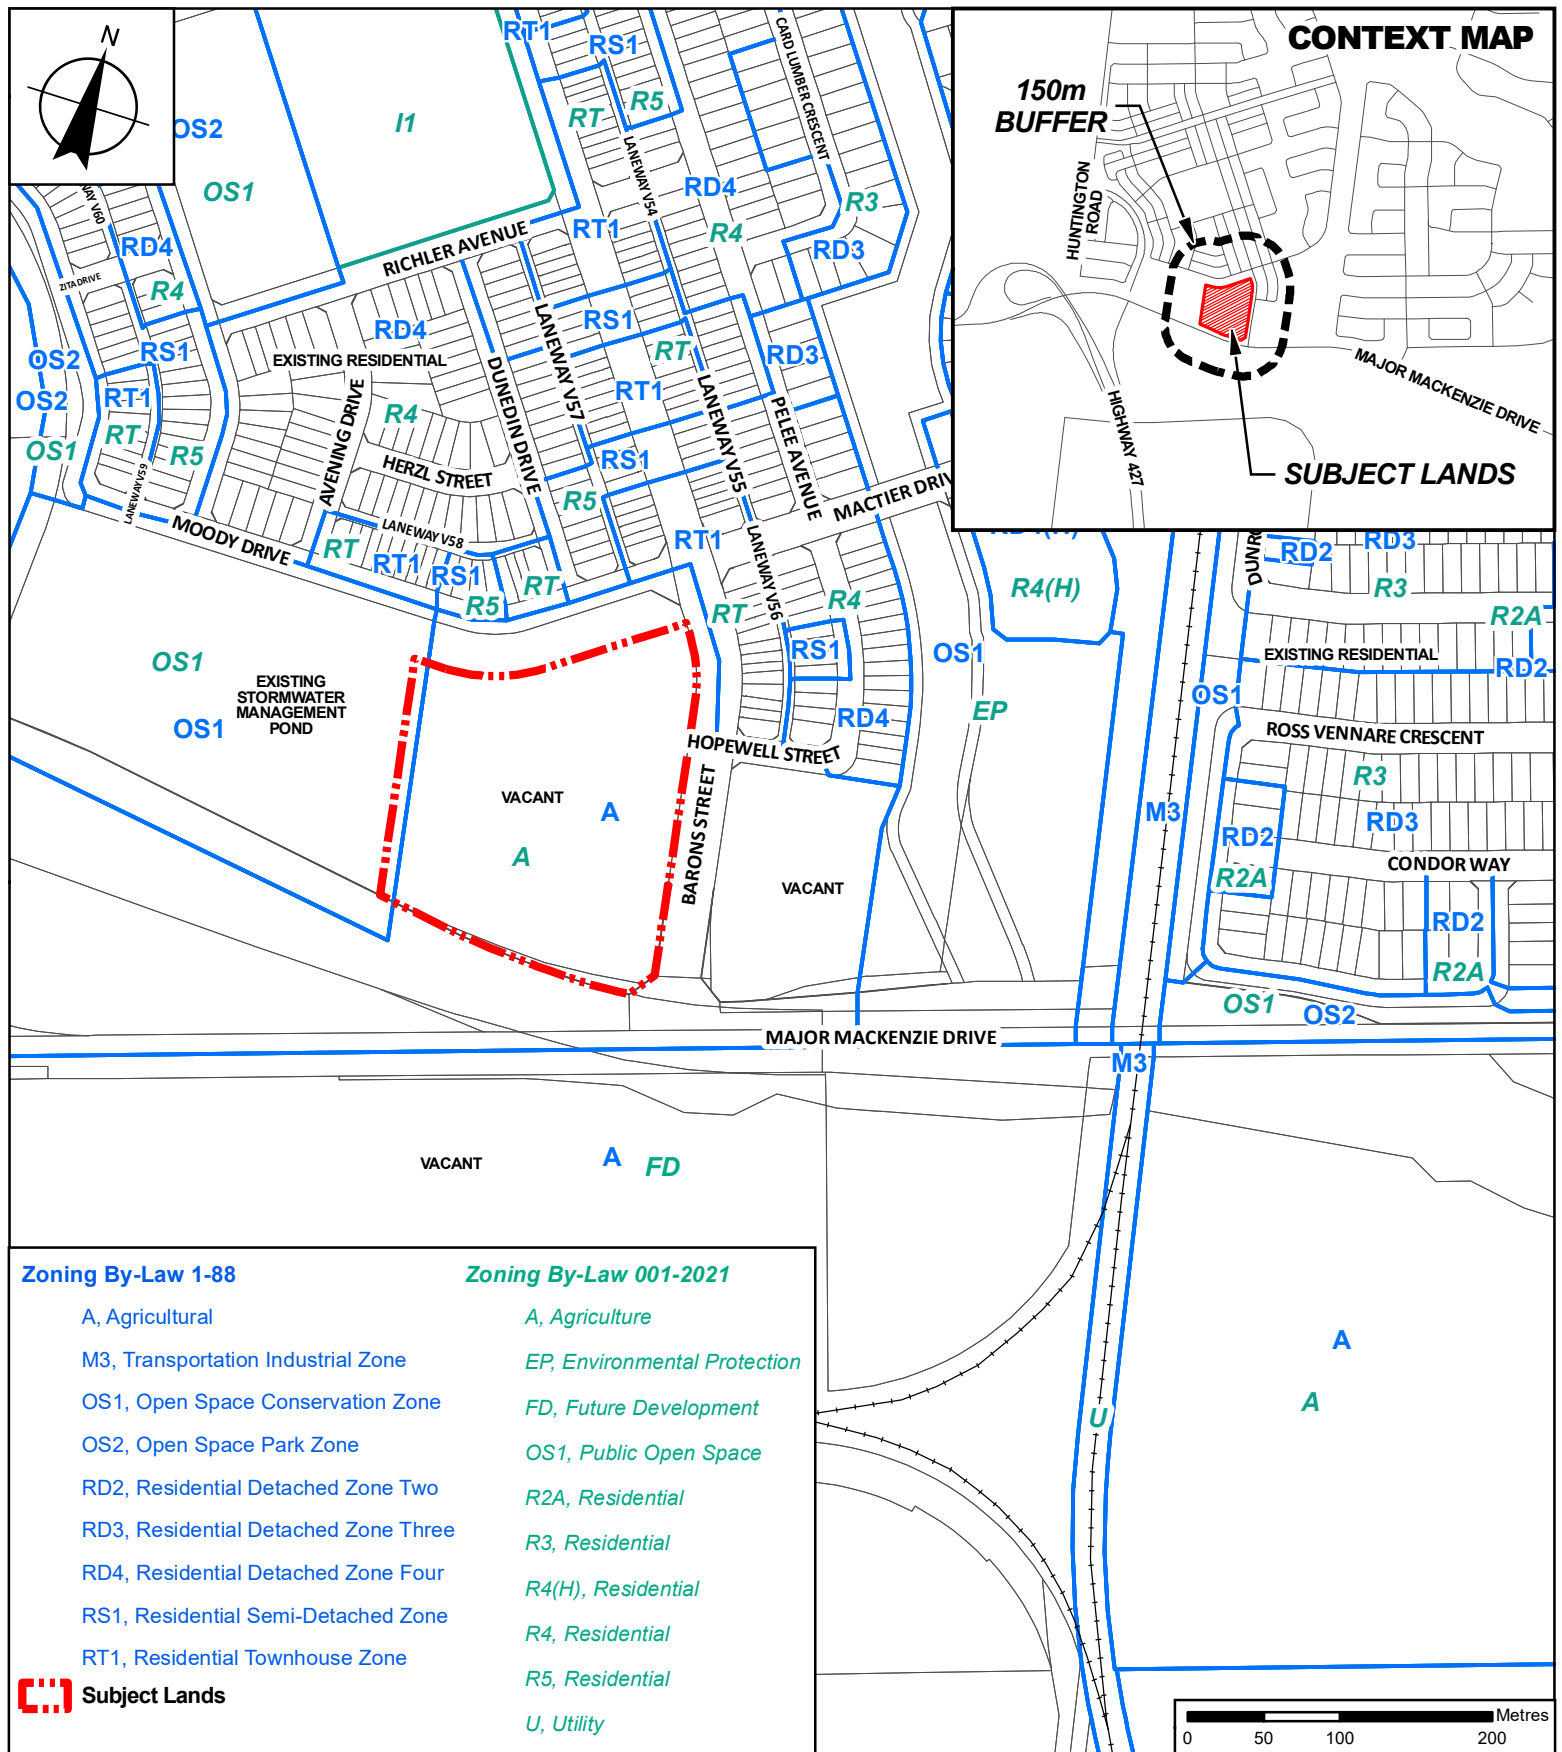 N
CONTEXT MAP
150m
BUFFER
HUNTINGTON
ROAD
HIGHWAY 427
MAJOR MACKENZIE DRIVE
SUBJECT LANDS
OS2
OS1
I1
RT1
RS1
RT
R5
LANEWAY V54
CARD LUMBER CRESCENT
RD4
R4
R3
RD3
RT1
RICHLER AVENUE
RD4
ZITA DRIVE
R4
RS1
OS2
OS2
OS1
RT1
RT
R5
LANEWAY V59
RD4
EXISTING RESIDENTIAL
R4
AVENING DRIVE
HERZL STREET
DUNEDIN DRIVE
LANEWAY V57
RS1
RT
RT1
RD3
LANEWAY V55
PELEE AVENUE
RS1
R5
MACTIER DRIV
MOODY DRIVE
LANEWAY V58
RT
RT1
RS1
R5
RT
RT1
LANEWAY V56
RT
R4
RS1
RD4
HOPEWELL STREET
OS1
EP
R4(H)
OS1
EXISTING
STORMWATER
MANAGEMENT
POND
OS1
VACANT
A
A
BARONS STREET
VACANT
M3
OS1
RD2
RD3
R3
R2A
EXISTING RESIDENTIAL
RD2
ROSS VENNARE CRESCENT
R3
RD2
RD3
R2A
CONDOR WAY
RD2
R2A
OS1
OS2
MAJOR MACKENZIE DRIVE
M3
VACANT
A
FD
A
A
U
Zoning By-Law 1-88
A, Agricultural
M3, Transportation Industrial Zone
OS1, Open Space Conservation Zone
OS2, Open Space Park Zone
RD2, Residential Detached Zone Two
RD3, Residential Detached Zone Three
RD4, Residential Detached Zone Four
RS1, Residential Semi-Detached Zone
RT1, Residential Townhouse Zone
Subject Lands
Zoning By-Law 001-2021
A, Agriculture
EP, Environmental Protection
FD, Future Development
OS1, Public Open Space
R2A, Residential
R3, Residential
R4(H), Residential
R4, Residential
R5, Residential
U, Utility
Metres
0 50 100 200